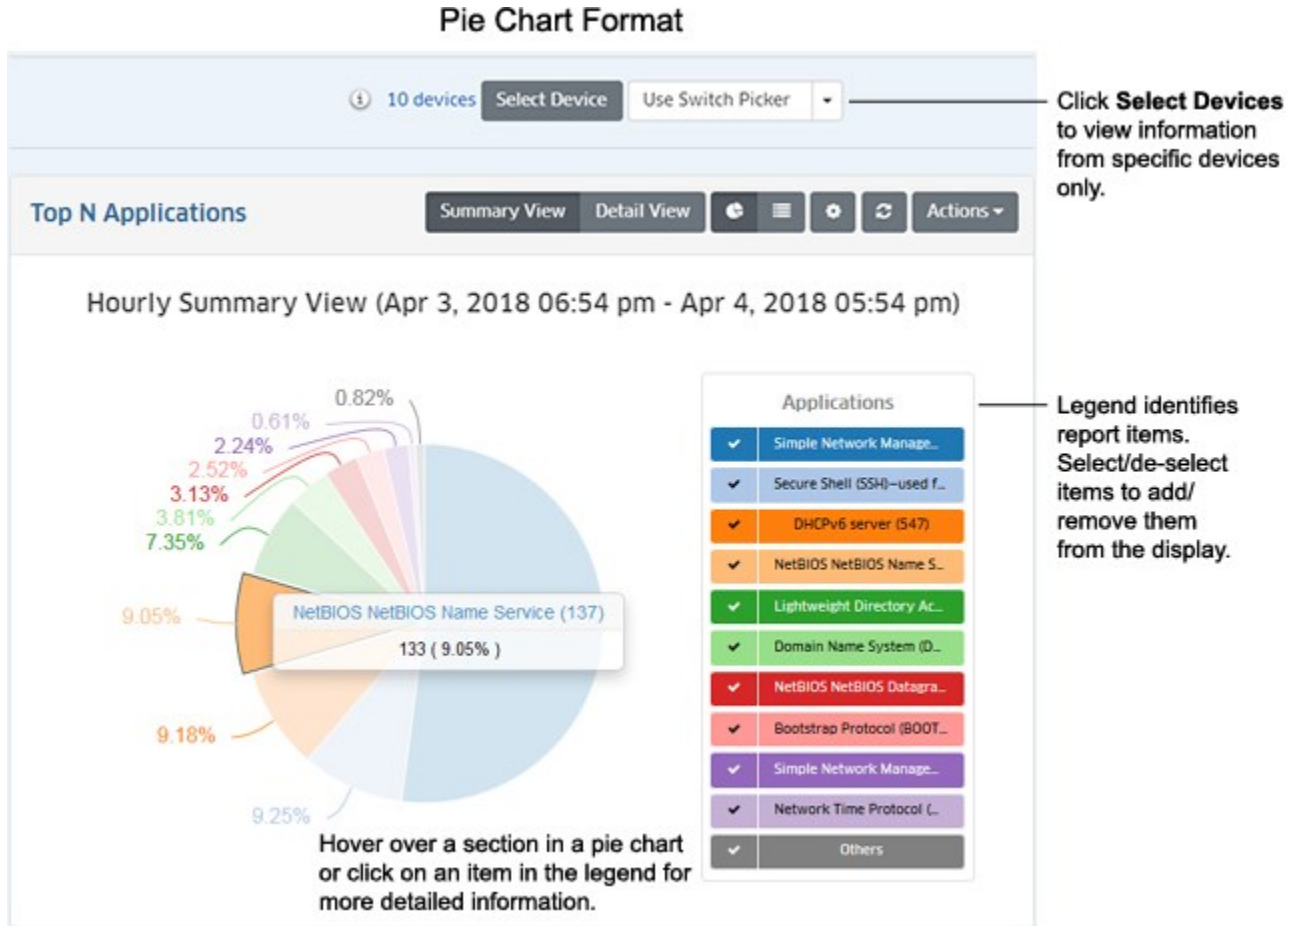 Pie Chart Format
10 devices Select Device Use Switch Picker
Click Select Devices
to view information
from specific devices
only.
Top N Applications
Summary View Detail View Actions
Hourly Summary View (Apr 3, 2018 06:54 pm - Apr 4, 2018 05:54 pm)
0.82%
0.61%
2.24%
2.52%
3.13%
3.81%
7.35%
9.05%
9.18%
9.25%
NetBIOS NetBIOS Name Service (137)
133 ( 9.05% )
Applications
Simple Network Manage...
Secure Shell (SSH)—used f...
DHCPv6 server (547)
NetBIOS NetBIOS Name S...
Lightweight Directory Ac...
Domain Name System (D...
NetBIOS NetBIOS Datagra...
Bootstrap Protocol (BOOT...
Simple Network Manage...
Network Time Protocol (...
Others
Legend identifies
report items.
Select/de-select
items to add/
remove them
from the display.
Hover over a section in a pie chart
or click on an item in the legend for
more detailed information.